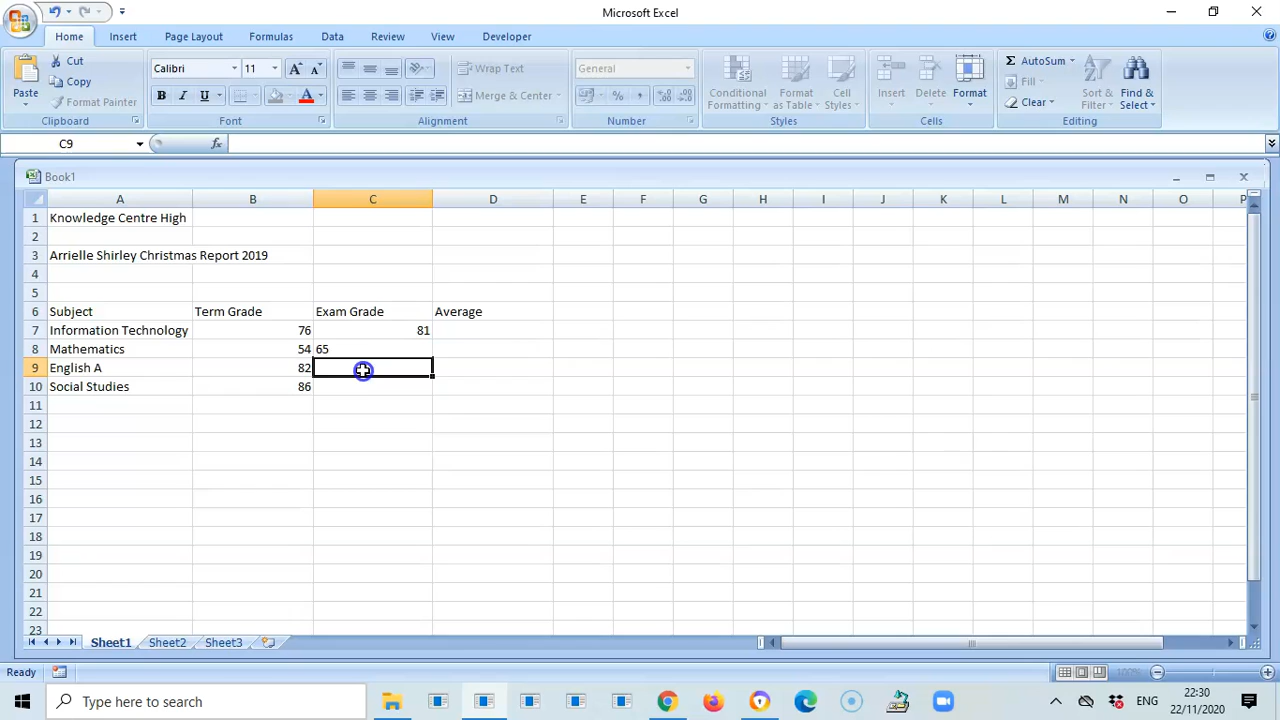 Microsoft Excel
Home Insert Page Layout Formulas Data Review View Developer
Paste Cut Copy Format Painter Clipboard
Calibri 11 A A B I U A Font
Wrap Text Merge & Center Alignment
General % , Number
Conditional Formatting Format as Table Cell Styles Styles
Insert Delete Format Cells
Σ AutoSum Fill Clear Sort & Filter Find & Select Editing
C9 fx
Book1
A B C D E F G H I J K L M N O P
1 Knowledge Centre High
2
3 Arrielle Shirley Christmas Report 2019
4
5
6 Subject Term Grade Exam Grade Average
7 Information Technology 76 81
8 Mathematics 54 65
9 English A 82
10 Social Studies 86
11
12
13
14
15
16
17
18
19
20
21
22
23
Sheet1 Sheet2 Sheet3
Ready 100%
Type here to search
ENG 22:30
22/11/2020